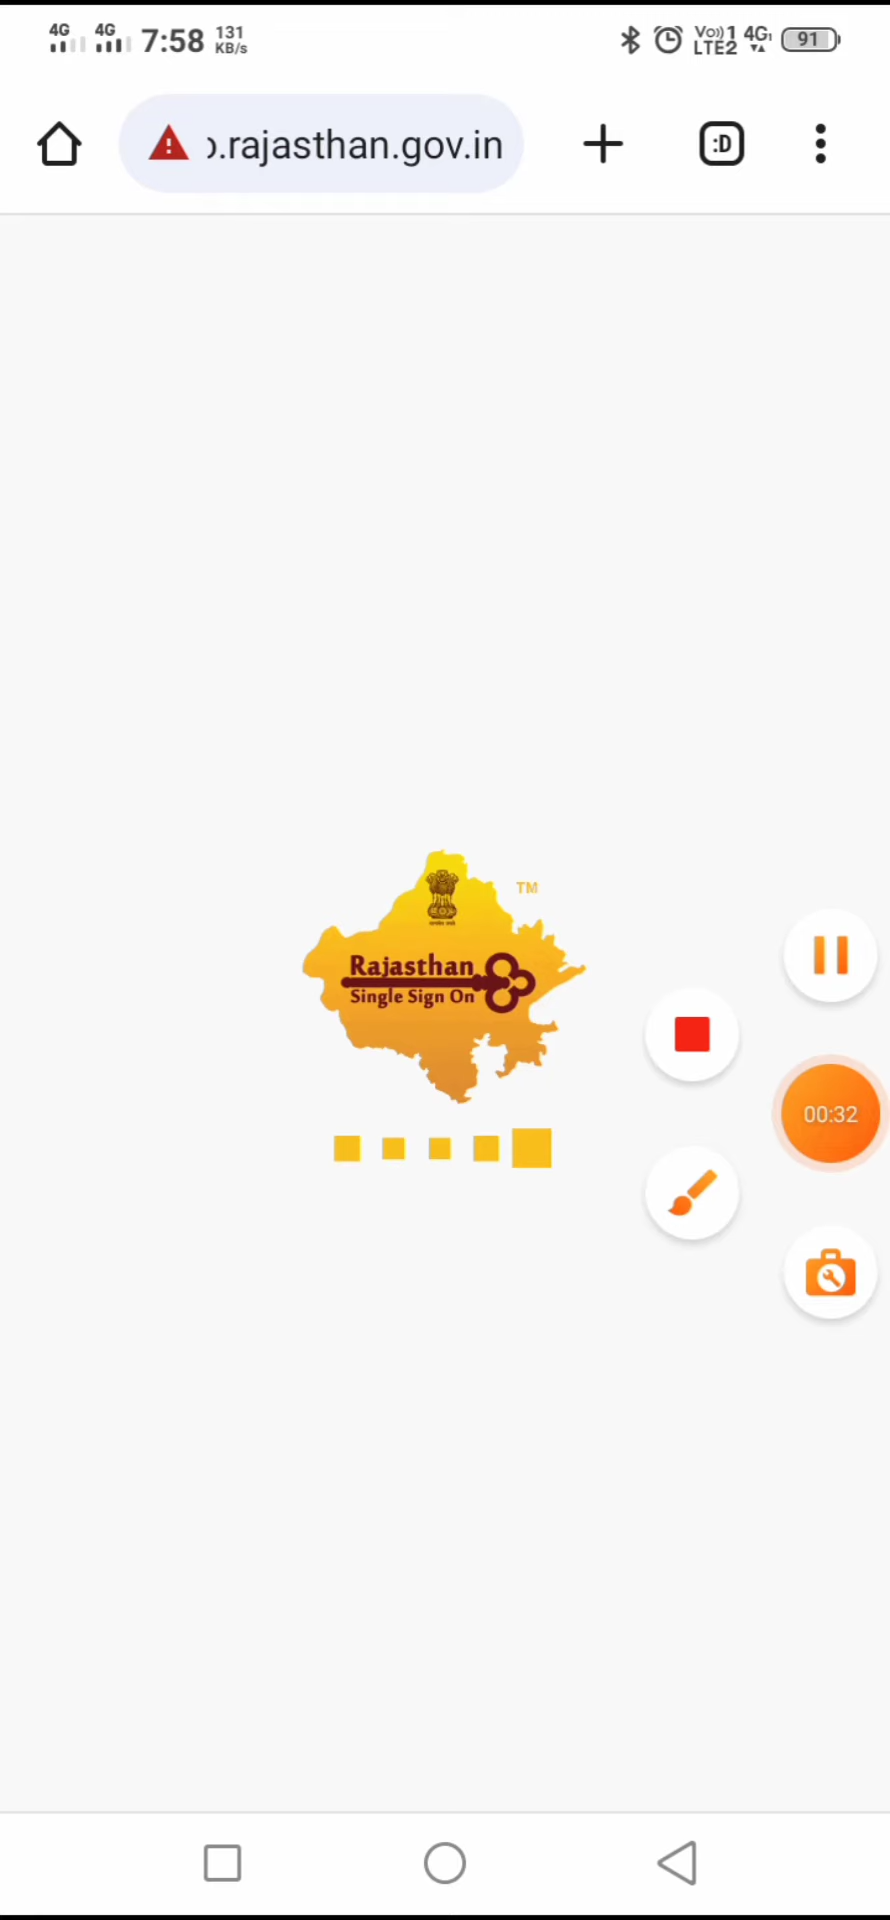 4G 4G 7:58 131 KB/s Vo))1 LTE2 4G 91
.rajasthan.gov.in
:D
TM
Rajasthan
Single Sign On
00:32